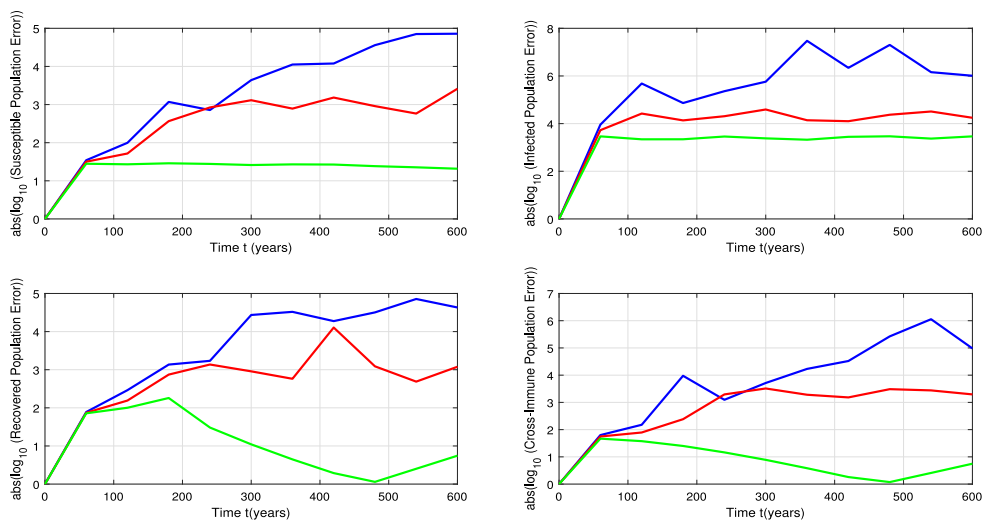 abs(log10 (Susceptible Population Error))
5
4
3
2
1
0
0 100 200 300 400 500 600
Time t (years)
abs(log10 (Infected Population Error))
8
6
4
2
0
0 100 200 300 400 500 600
Time t(years)
abs(log10 (Recovered Population Error))
5
4
3
2
1
0
0 100 200 300 400 500 600
Time t(years)
abs(log10 (Cross-Immune Population Error))
7
6
5
4
3
2
1
0
0 100 200 300 400 500 600
Time t(years)